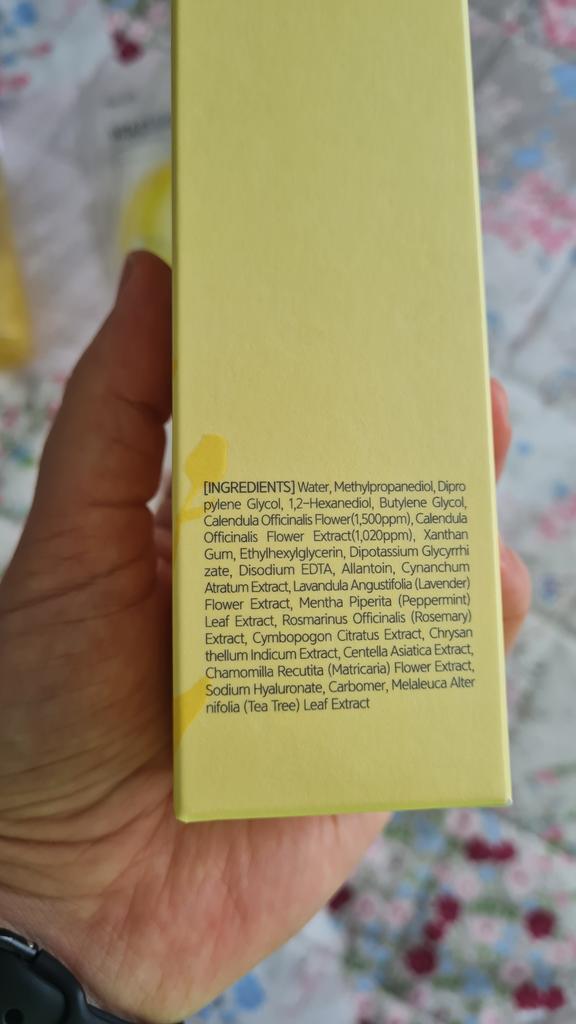 [INGREDIENTS] Water, Methylpropanediol, Dipro
pylene Glycol, 1,2-Hexanediol, Butylene Glycol,
Calendula Officinalis Flower(1,500ppm), Calendula
Officinalis Flower Extract(1,020ppm), Xanthan
Gum, Ethylhexylglycerin, Dipotassium Glycyrrhi
zate, Disodium EDTA, Allantoin, Cynanchum
Atratum Extract, Lavandula Angustifolia (Lavender)
Flower Extract, Mentha Piperita (Peppermint)
Leaf Extract, Rosmarinus Officinalis (Rosemary)
Extract, Cymbopogon Citratus Extract, Chrysan
thellum Indicum Extract, Centella Asiatica Extract,
Chamomilla Recutita (Matricaria) Flower Extract,
Sodium Hyaluronate, Carbomer, Melaleuca Alter
nifolia (Tea Tree) Leaf Extract